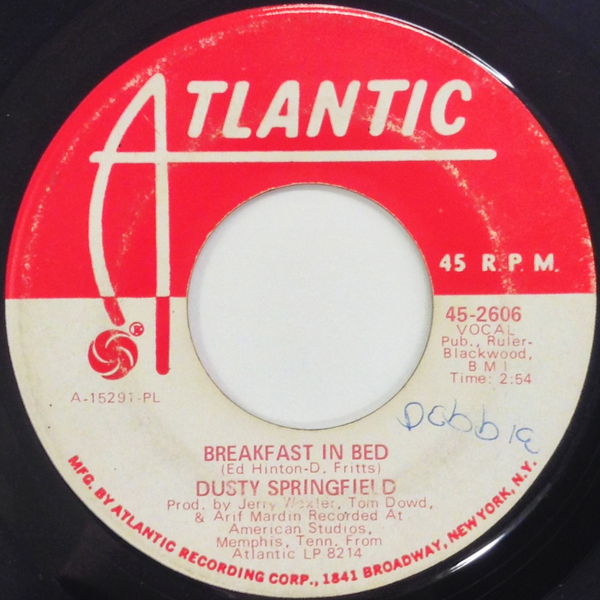 ATLANTIC
45 R.P.M.
®
45-2606
VOCAL
Pub., Ruler-
Blackwood,
BMI
Time: 2:54
A-15291-PL
Debbie
BREAKFAST IN BED
(Ed Hinton-D. Fritts)
DUSTY SPRINGFIELD
Prod. by Jerry Wexler, Tom Dowd,
& Arif Mardin Recorded At
American Studios,
Memphis, Tenn. From
Atlantic LP 8214
MFG. BY ATLANTIC RECORDING CORP., 1841 BROADWAY, NEW YORK, N.Y.